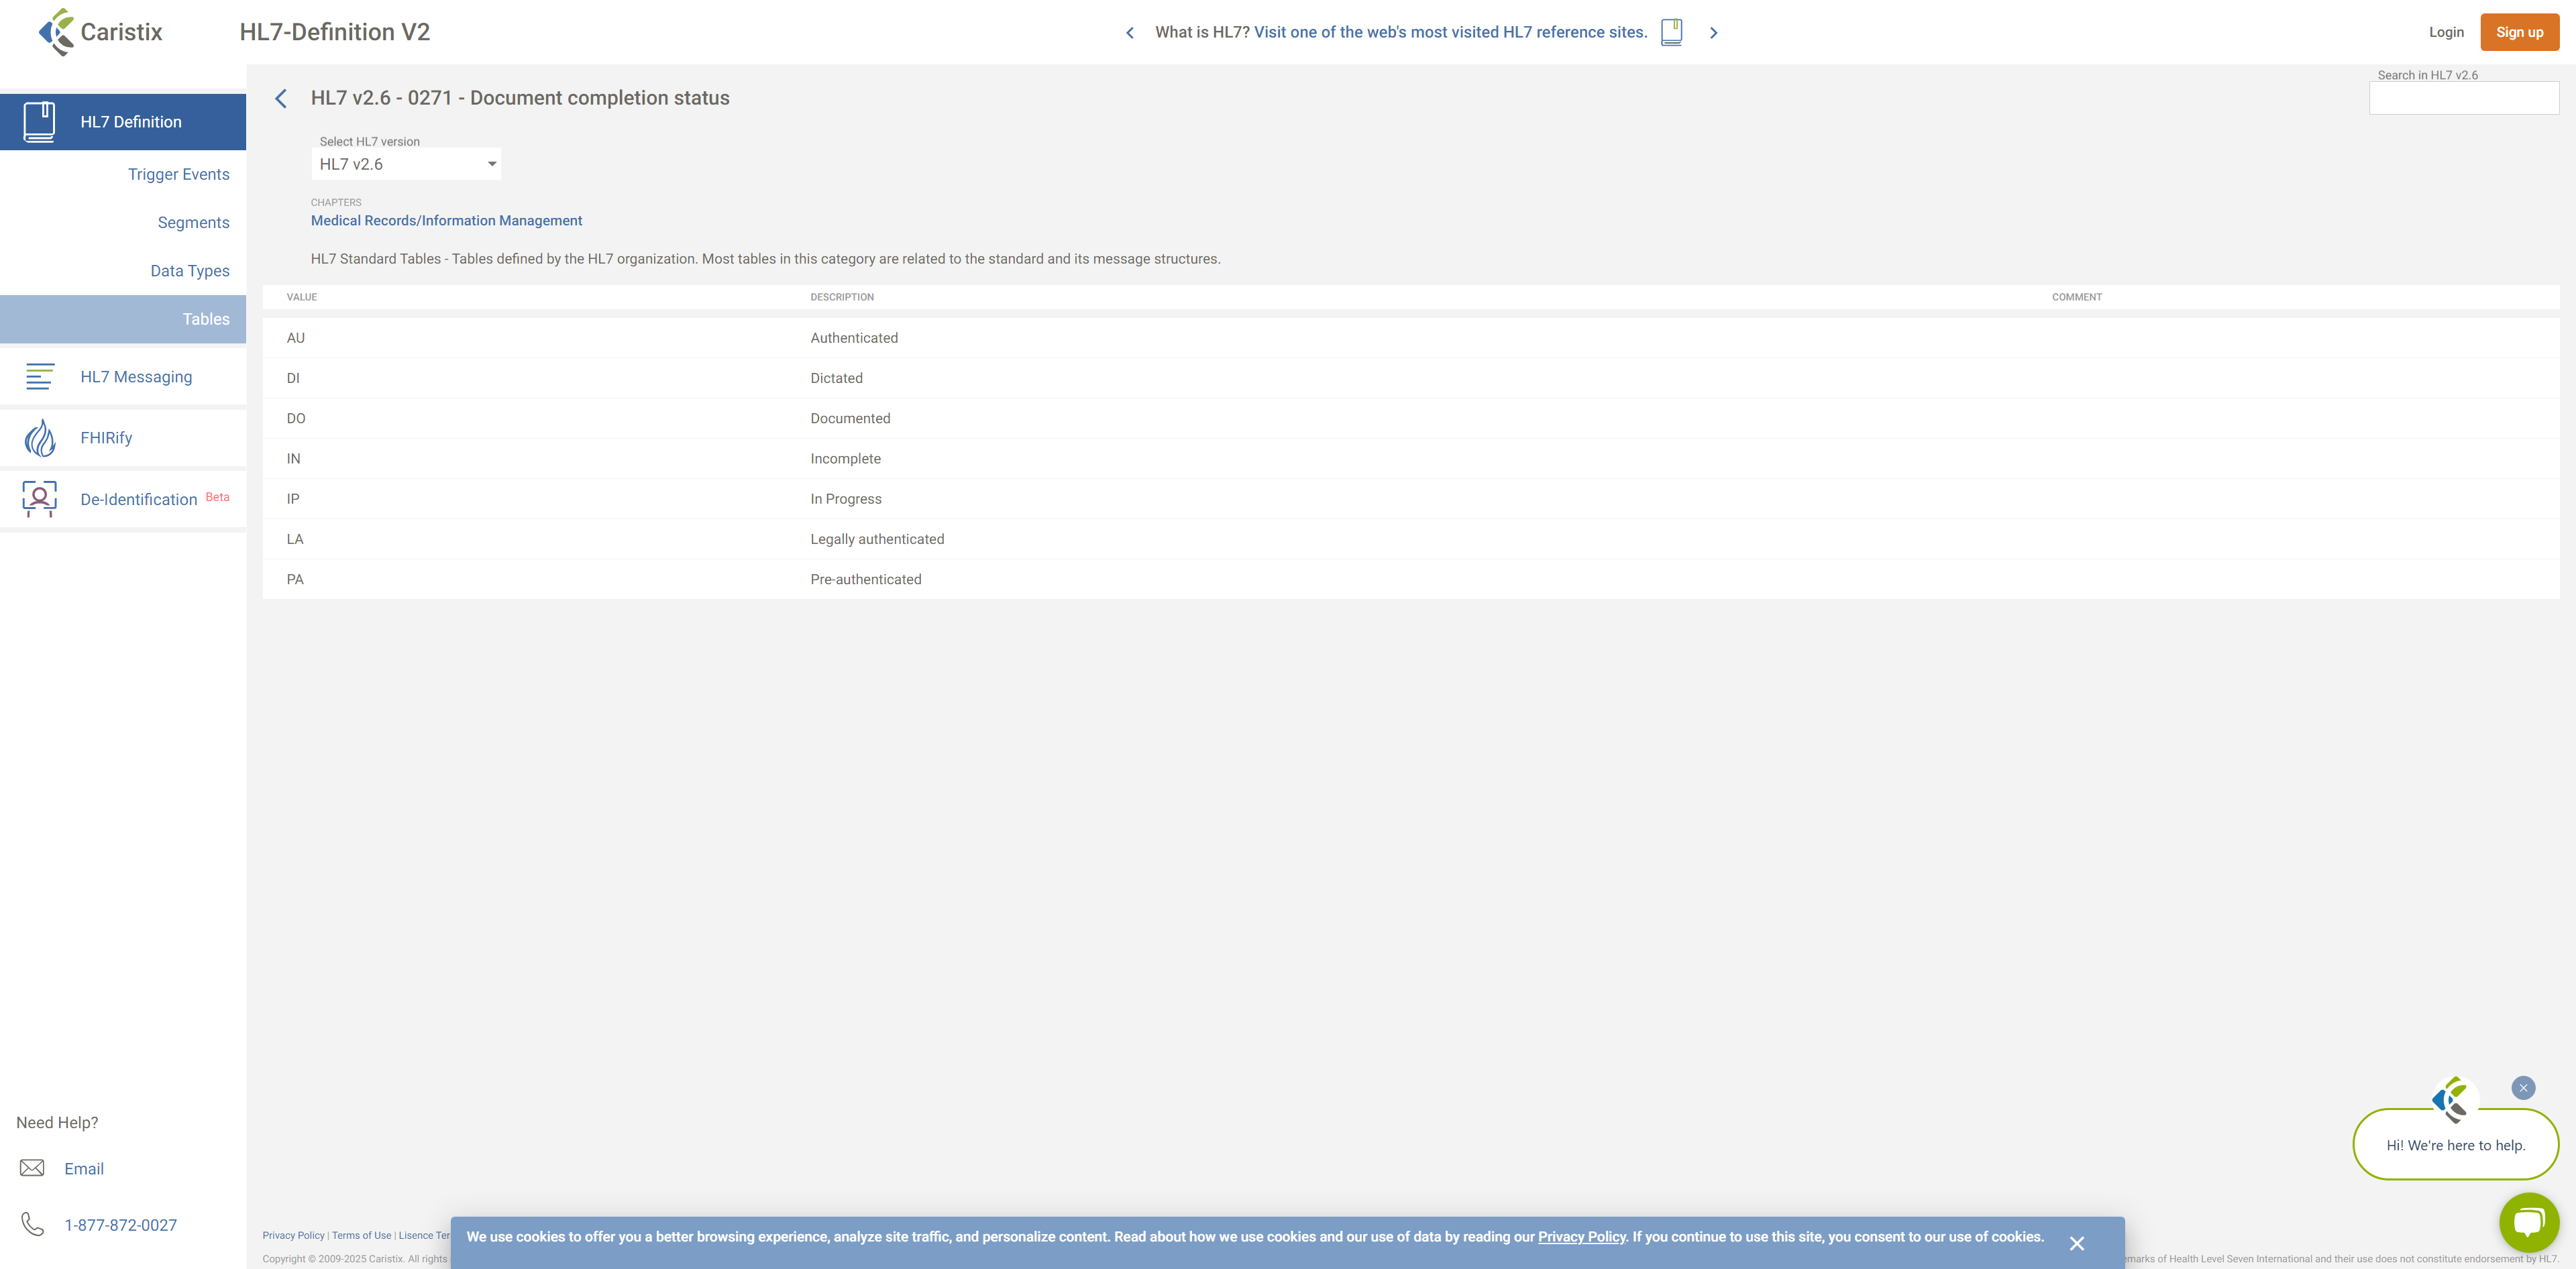 Caristix
HL7-Definition V2
What is HL7? Visit one of the web's most visited HL7 reference sites.
Login
Sign up
HL7 Definition
Trigger Events
Segments
Data Types
Tables
HL7 Messaging
FHIRify
De-Identification Beta
Need Help?
Email
1-877-872-0027
HL7 v2.6 - 0271 - Document completion status
Search in HL7 v2.6
Select HL7 version
HL7 v2.6
CHAPTERS
Medical Records/Information Management
HL7 Standard Tables - Tables defined by the HL7 organization. Most tables in this category are related to the standard and its message structures.
VALUE DESCRIPTION COMMENT
AU Authenticated
DI Dictated
DO Documented
IN Incomplete
IP In Progress
LA Legally authenticated
PA Pre-authenticated
Hi! We're here to help.
Privacy Policy | Terms of Use | Lisence Ter
We use cookies to offer you a better browsing experience, analyze site traffic, and personalize content. Read about how we use cookies and our use of data by reading our Privacy Policy. If you continue to use this site, you consent to our use of cookies.
Copyright © 2009-2025 Caristix. All rights
emarks of Health Level Seven International and their use does not constitute endorsement by HL7.